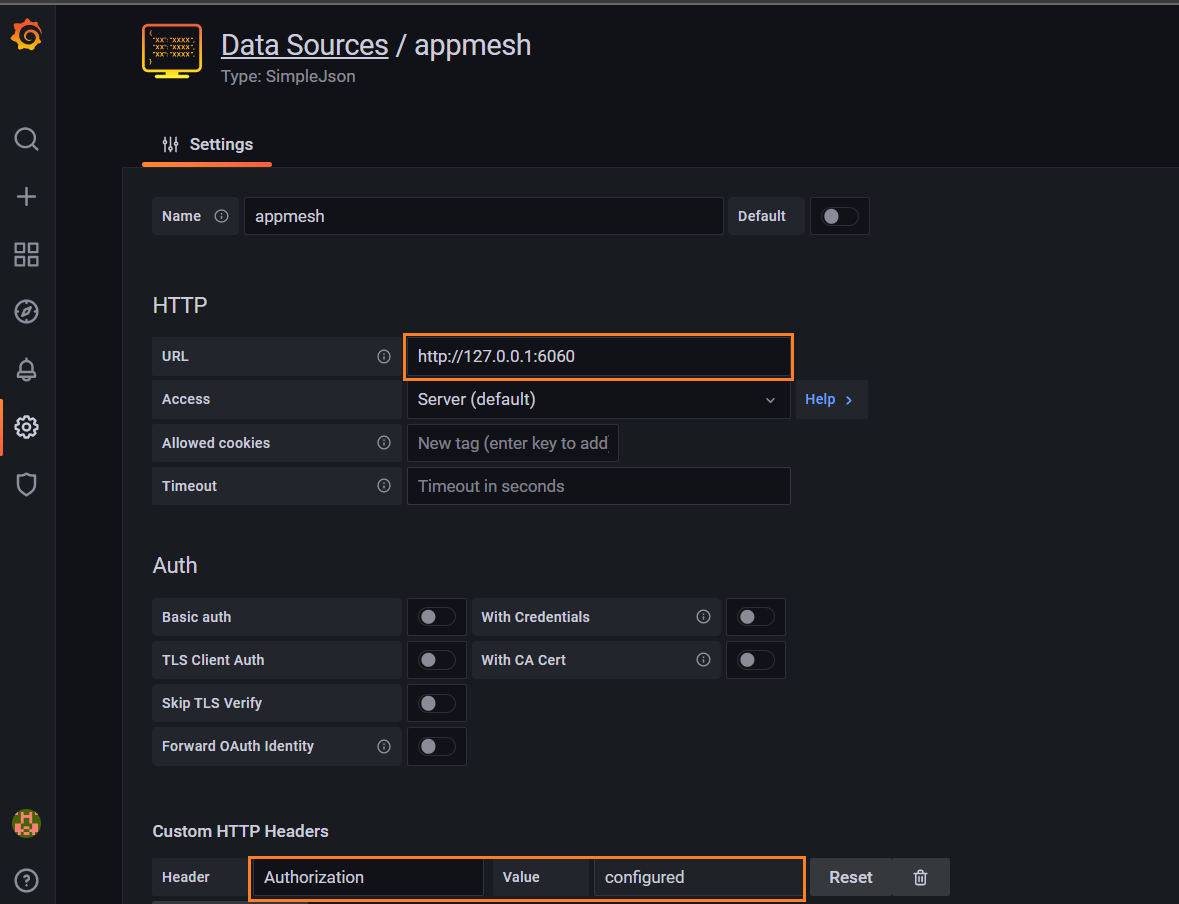 Data Sources / appmesh
Type: SimpleJson
Settings
Name appmesh Default
HTTP
URL http://127.0.0.1:6060
Access Server (default) Help
Allowed cookies New tag (enter key to add
Timeout Timeout in seconds
Auth
Basic auth With Credentials
TLS Client Auth With CA Cert
Skip TLS Verify
Forward OAuth Identity
Custom HTTP Headers
Header Authorization Value configured Reset